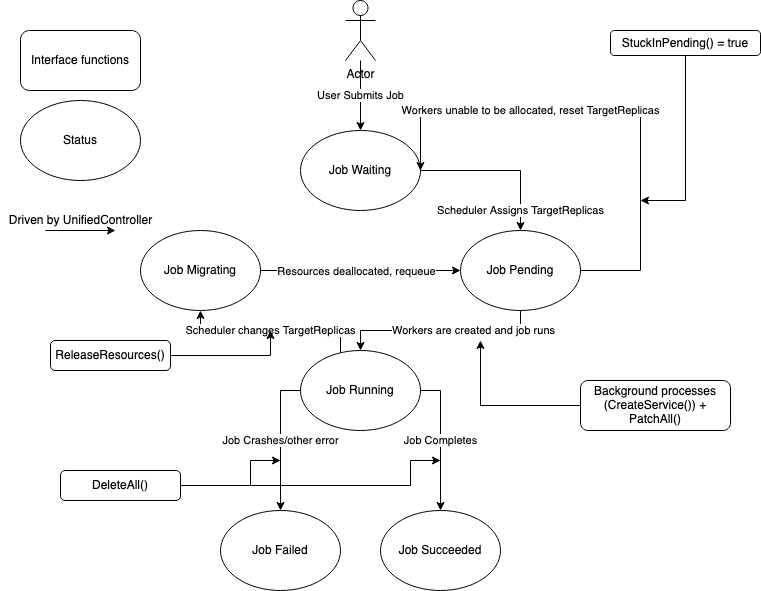 Interface functions
StuckInPending() = true
Actor
Status
User Submits Job
Workers unable to be allocated, reset TargetReplicas
Job Waiting
Driven by UnifiedController
Scheduler Assigns TargetReplicas
Job Migrating
Resources deallocated, requeue
Job Pending
Scheduler changes TargetReplicas
Workers are created and job runs
ReleaseResources()
Job Running
Background processes
(CreateService()) +
PatchAll()
Job Crashes/other error
Job Completes
DeleteAll()
Job Failed
Job Succeeded